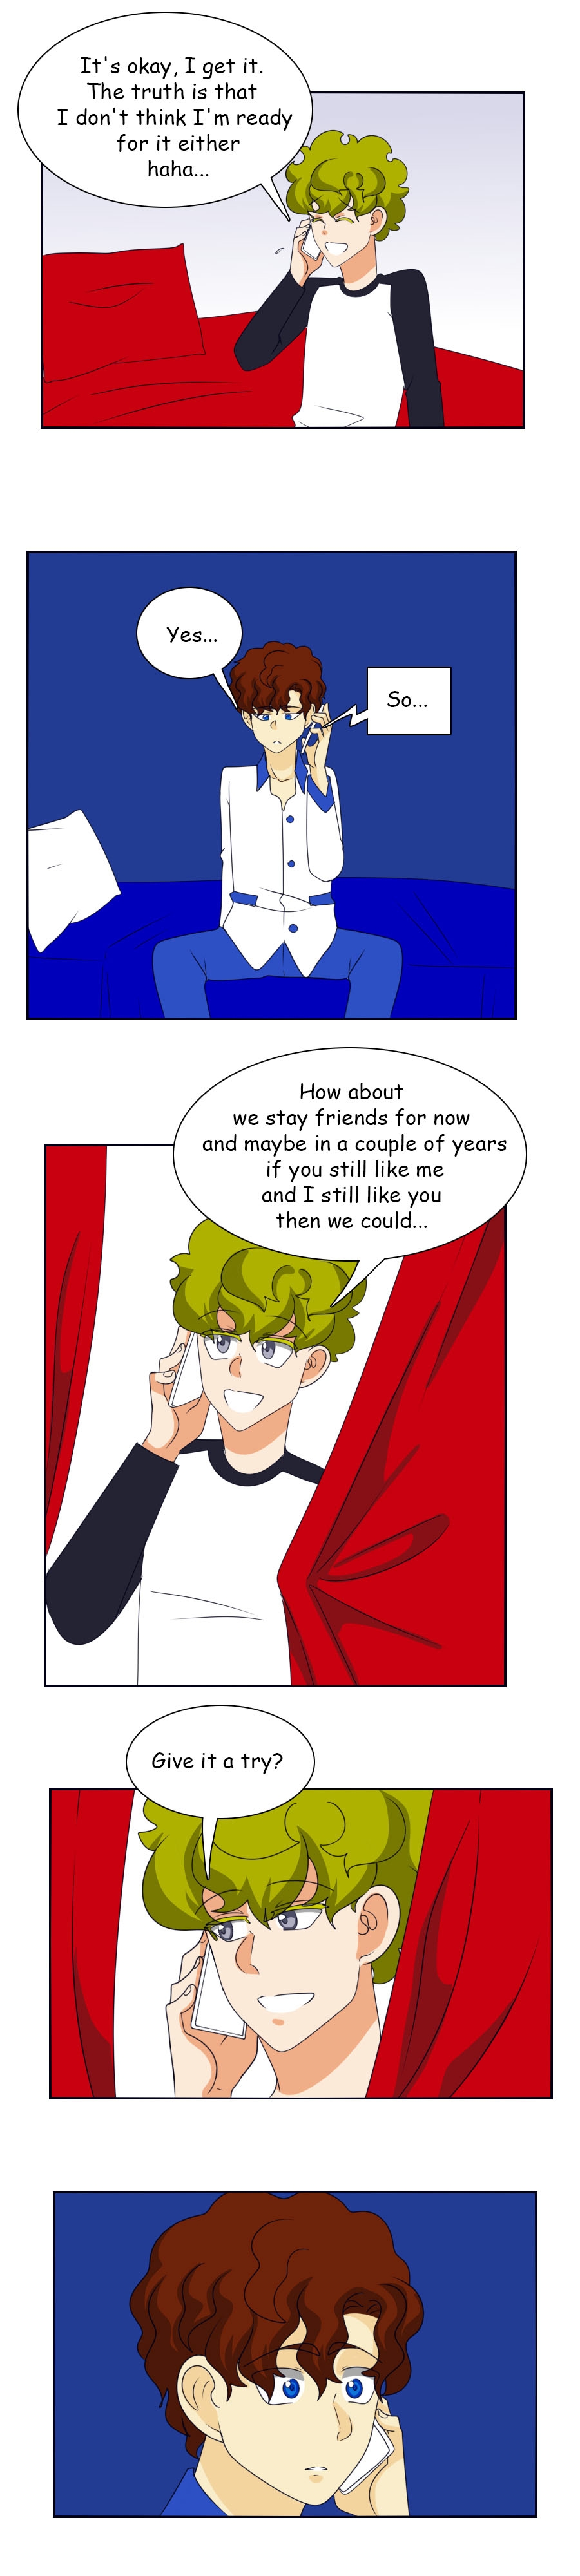 It's okay, I get it.
The truth is that
I don't think I'm ready
for it either
haha...
Yes...
So...
How about
we stay friends for now
and maybe in a couple of years
if you still like me
and I still like you
then we could...
Give it a try?